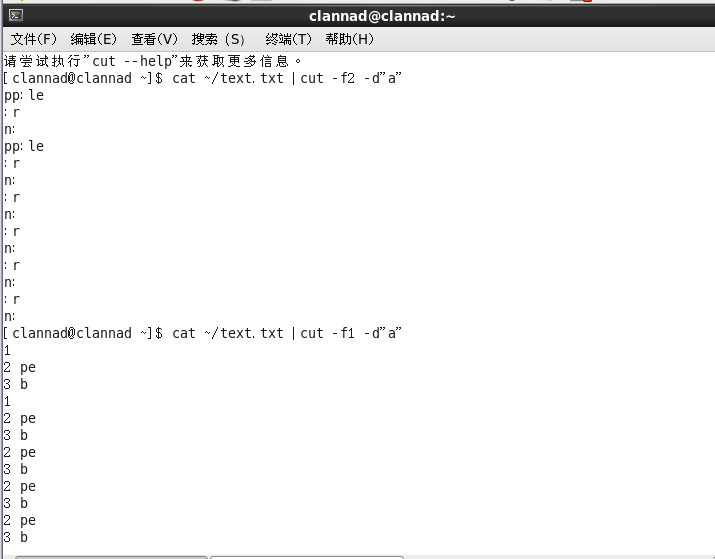 clannad@clannad:~
文件(F) 编辑(E) 查看(V) 搜索 (S) 终端(T) 帮助(H)
请尝试执行"cut --help"来获取更多信息。
[clannad@clannad ~]$ cat ~/text.txt |cut -f2 -d"a"
pp:le
:r
n:
pp:le
:r
n:
:r
n:
:r
n:
:r
n:
:r
n:
[clannad@clannad ~]$ cat ~/text.txt |cut -f1 -d"a"
1
2 pe
3 b
1
2 pe
3 b
2 pe
3 b
2 pe
3 b
2 pe
3 b